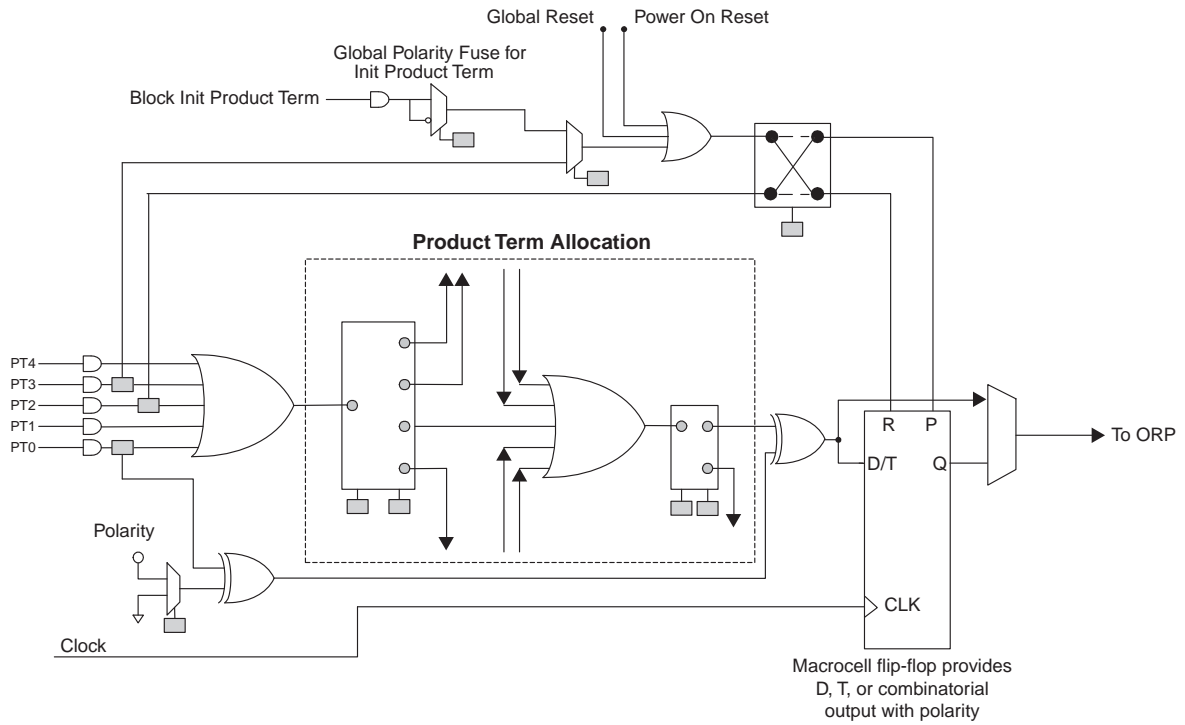 Global Reset
Power On Reset
Global Polarity Fuse for
Init Product Term
Block Init Product Term
Product Term Allocation
PT4
PT3
PT2
PT1
PT0
R
P
D/T
Q
To ORP
Polarity
CLK
Clock
Macrocell flip-flop provides
D, T, or combinatorial
output with polarity